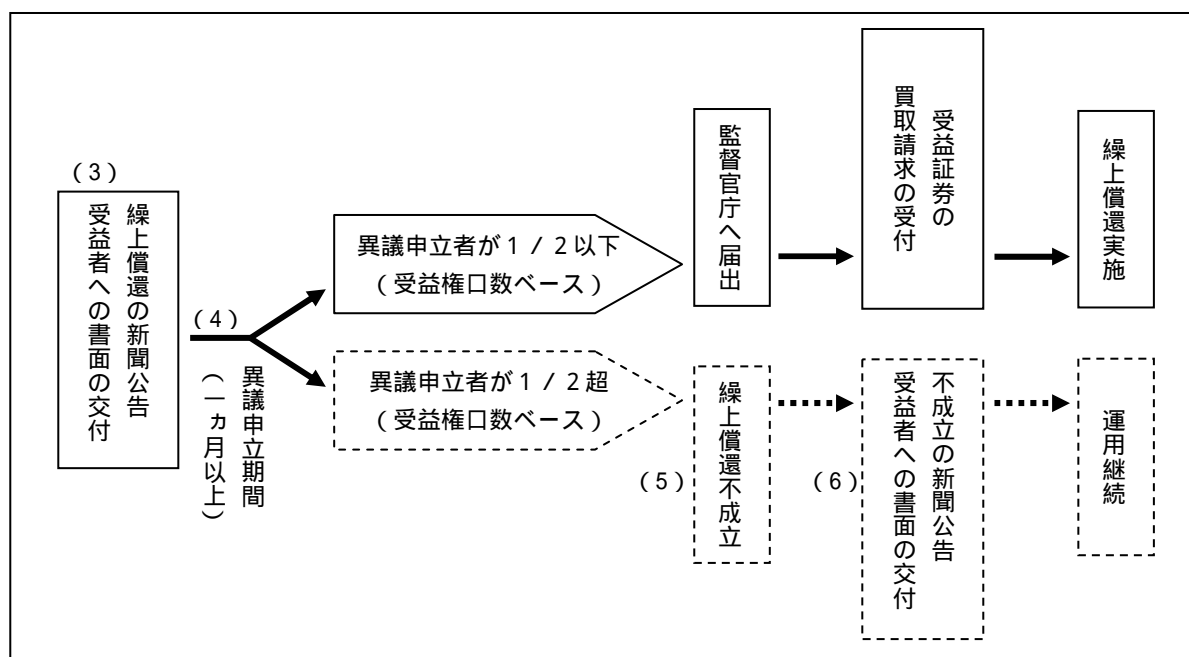 （３）
繰上償還の新聞公告
受益者への書面の交付
（４）
異議申立期間
（一ヵ月以上）
異議申立者が１／２以下
（受益権口数ベース）
監督官庁へ届出
受益証券の
買取請求の受付
繰上償還実施
異議申立者が１／２超
（受益権口数ベース）
（５）
繰上償還不成立
（６）
不成立の新聞公告
受益者への書面の交付
運用継続